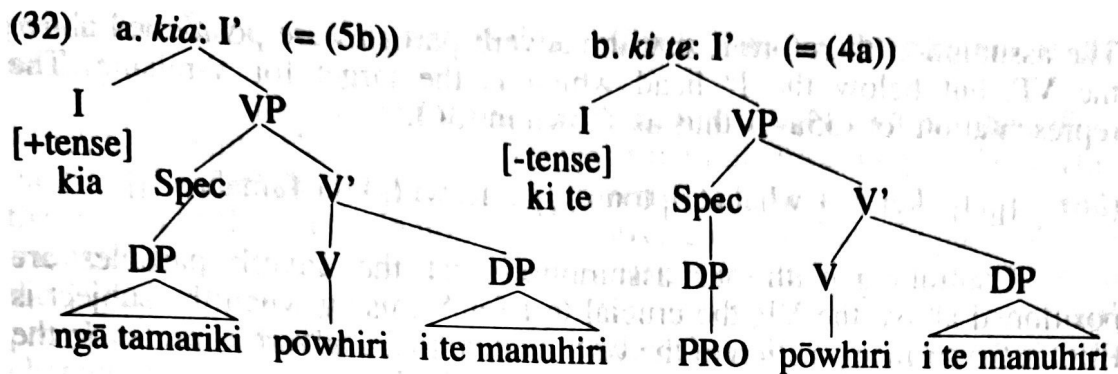 (32) a. kia: I' (= (5b)) b. ki te: I' (= (4a))
I VP I VP
[+tense] [-tense]
kia Spec V' ki te Spec V'
DP V DP DP V DP
ngā tamariki pōwhiri i te manuhiri PRO pōwhiri i te manuhiri